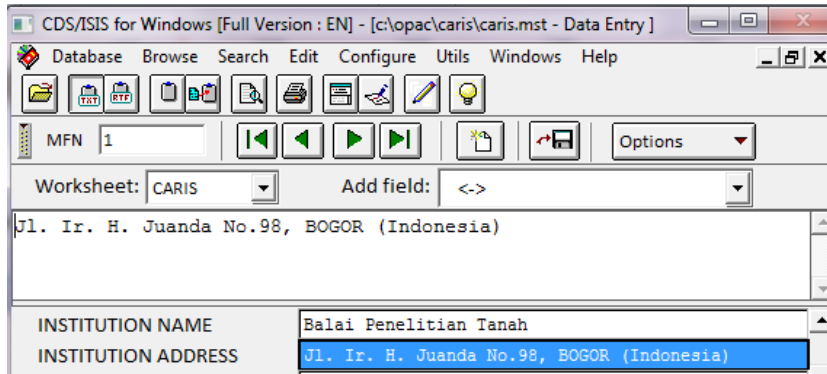 CDS/ISIS for Windows [Full Version : EN] - [c:\opac\caris\caris.mst - Data Entry ]
Database Browse Search Edit Configure Utils Windows Help
TXT RTF
MFN 1 Options
Worksheet: CARIS Add field: <->
Jl. Ir. H. Juanda No.98, BOGOR (Indonesia)
INSTITUTION NAME Balai Penelitian Tanah
INSTITUTION ADDRESS Jl. Ir. H. Juanda No.98, BOGOR (Indonesia)